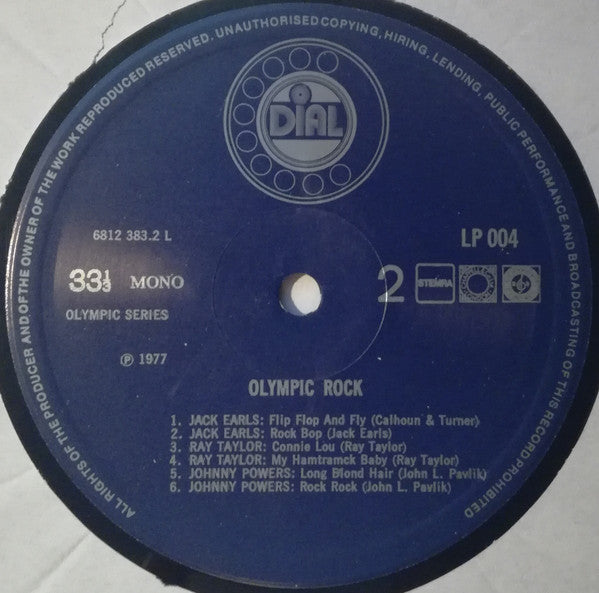 ALL RIGHTS OF THE PRODUCER AND OF THE OWNER OF THE WORK REPRODUCED RESERVED. UNAUTHORISED COPYING, HIRING, LENDING, PUBLIC PERFORMANCE AND BROADCASTING OF THIS RECORD PROHIBITED
DIAL
6812 383.2 L
LP 004
33⅓ MONO
2 STEMRA
OLYMPIC SERIES
℗ 1977
OLYMPIC ROCK
1. JACK EARLS: Flip Flop And Fly (Calhoun & Turner)
2. JACK EARLS: Rock Bop (Jack Earls)
3. RAY TAYLOR: Connie Lou (Ray Taylor)
4. RAY TAYLOR: My Hamtramck Baby (Ray Taylor)
5. JOHNNY POWERS: Long Blond Hair (John L. Pavlik)
6. JOHNNY POWERS: Rock Rock (John L. Pavlik)